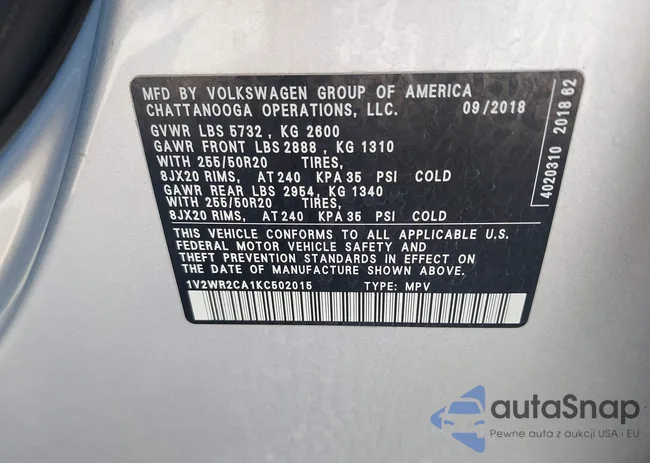 MFD BY VOLKSWAGEN GROUP OF AMERICA
CHATTANOOGA OPERATIONS, LLC. 09/2018
GVWR LBS 5732 , KG 2600
GAWR FRONT LBS 2888 , KG 1310
WITH 255/50R20 TIRES,
8JX20 RIMS, AT 240 KPA 35 PSI COLD
GAWR REAR LBS 2954, KG 1340
WITH 255/50R20 TIRES,
8JX20 RIMS, AT 240 KPA 35 PSI COLD
THIS VEHICLE CONFORMS TO ALL APPLICABLE U.S.
FEDERAL MOTOR VEHICLE SAFETY AND
THEFT PREVENTION STANDARDS IN EFFECT ON
THE DATE OF MANUFACTURE SHOWN ABOVE.
1V2WR2CA1KC502015 TYPE: MPV
4020310 2018 62
autoSnap
Pewne auta z aukcji USA i EU